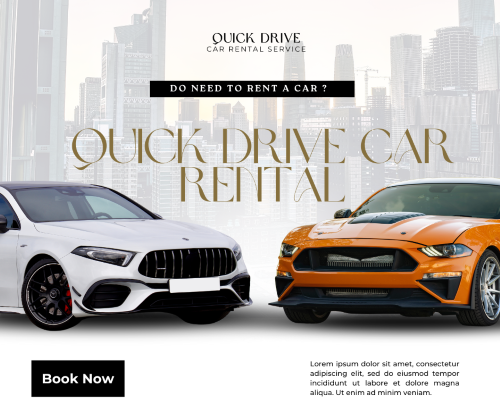 QUICK DRIVE
CAR RENTAL SERVICE
DO NEED TO RENT A CAR ?
QUICK DRIVE CAR
RENTAL
Book Now
Lorem ipsum dolor sit amet, consectetur
adipiscing elit, sed do eiusmod tempor
incididunt ut labore et dolore magna
aliqua. Ut enim ad minim veniam.